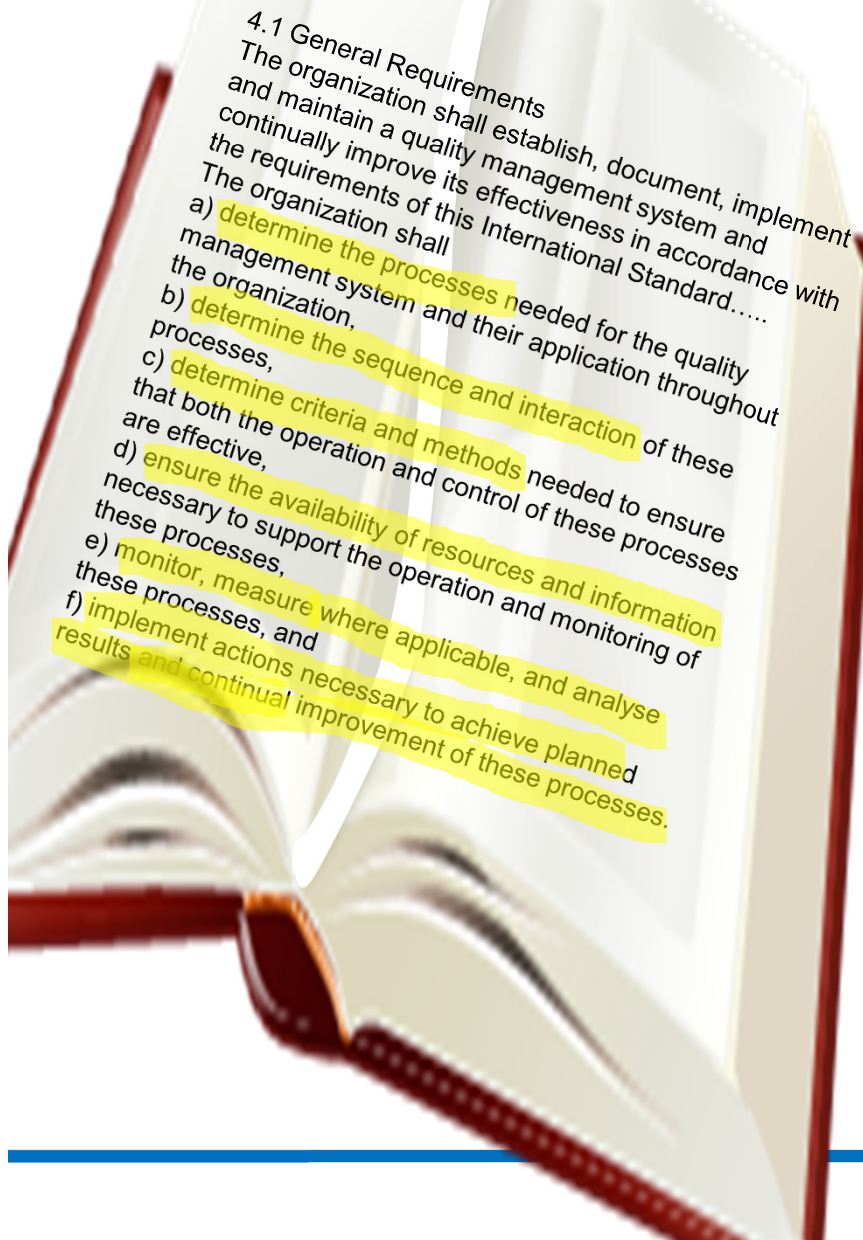 4.1 General Requirements
The organization shall establish, document, implement
and maintain a quality management system and
continually improve its effectiveness in accordance with
the requirements of this International Standard.….
The organization shall
a) determine the processes needed for the quality
management system and their application throughout
the organization,
b) determine the sequence and interaction of these
processes,
c) determine criteria and methods needed to ensure
that both the operation and control of these processes
are effective,
d) ensure the availability of resources and information
necessary to support the operation and monitoring of
these processes,
e) monitor, measure where applicable, and analyse
these processes, and
f) implement actions necessary to achieve planned
results and continual improvement of these processes.